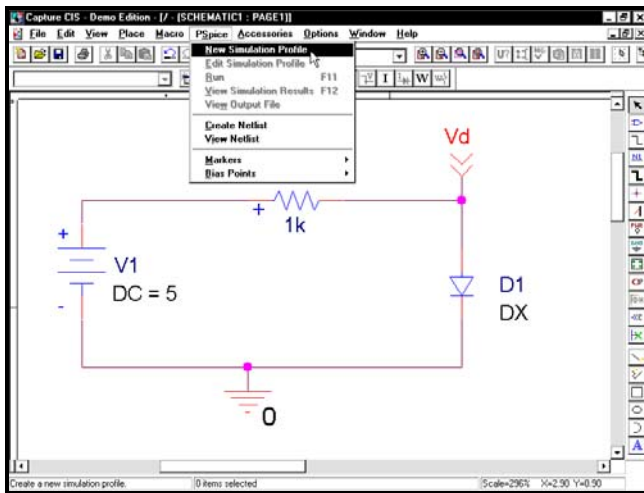 Capture CIS - Demo Edition - [/ - (SCHEMATIC1 : PAGE1)]
File Edit View Place Macro PSpice Accessories Options Window Help
New Simulation Profile
Edit Simulation Profile
Run F11
View Simulation Results F12
View Output File
Create Netlist
View Netlist
Markers
Bias Points
U?
I W
Vd
+
1k
+
V1
DC = 5
-
D1
DX
0
Create a new simulation profile. 0 items selected Scale=296% X=2.90 Y=0.90